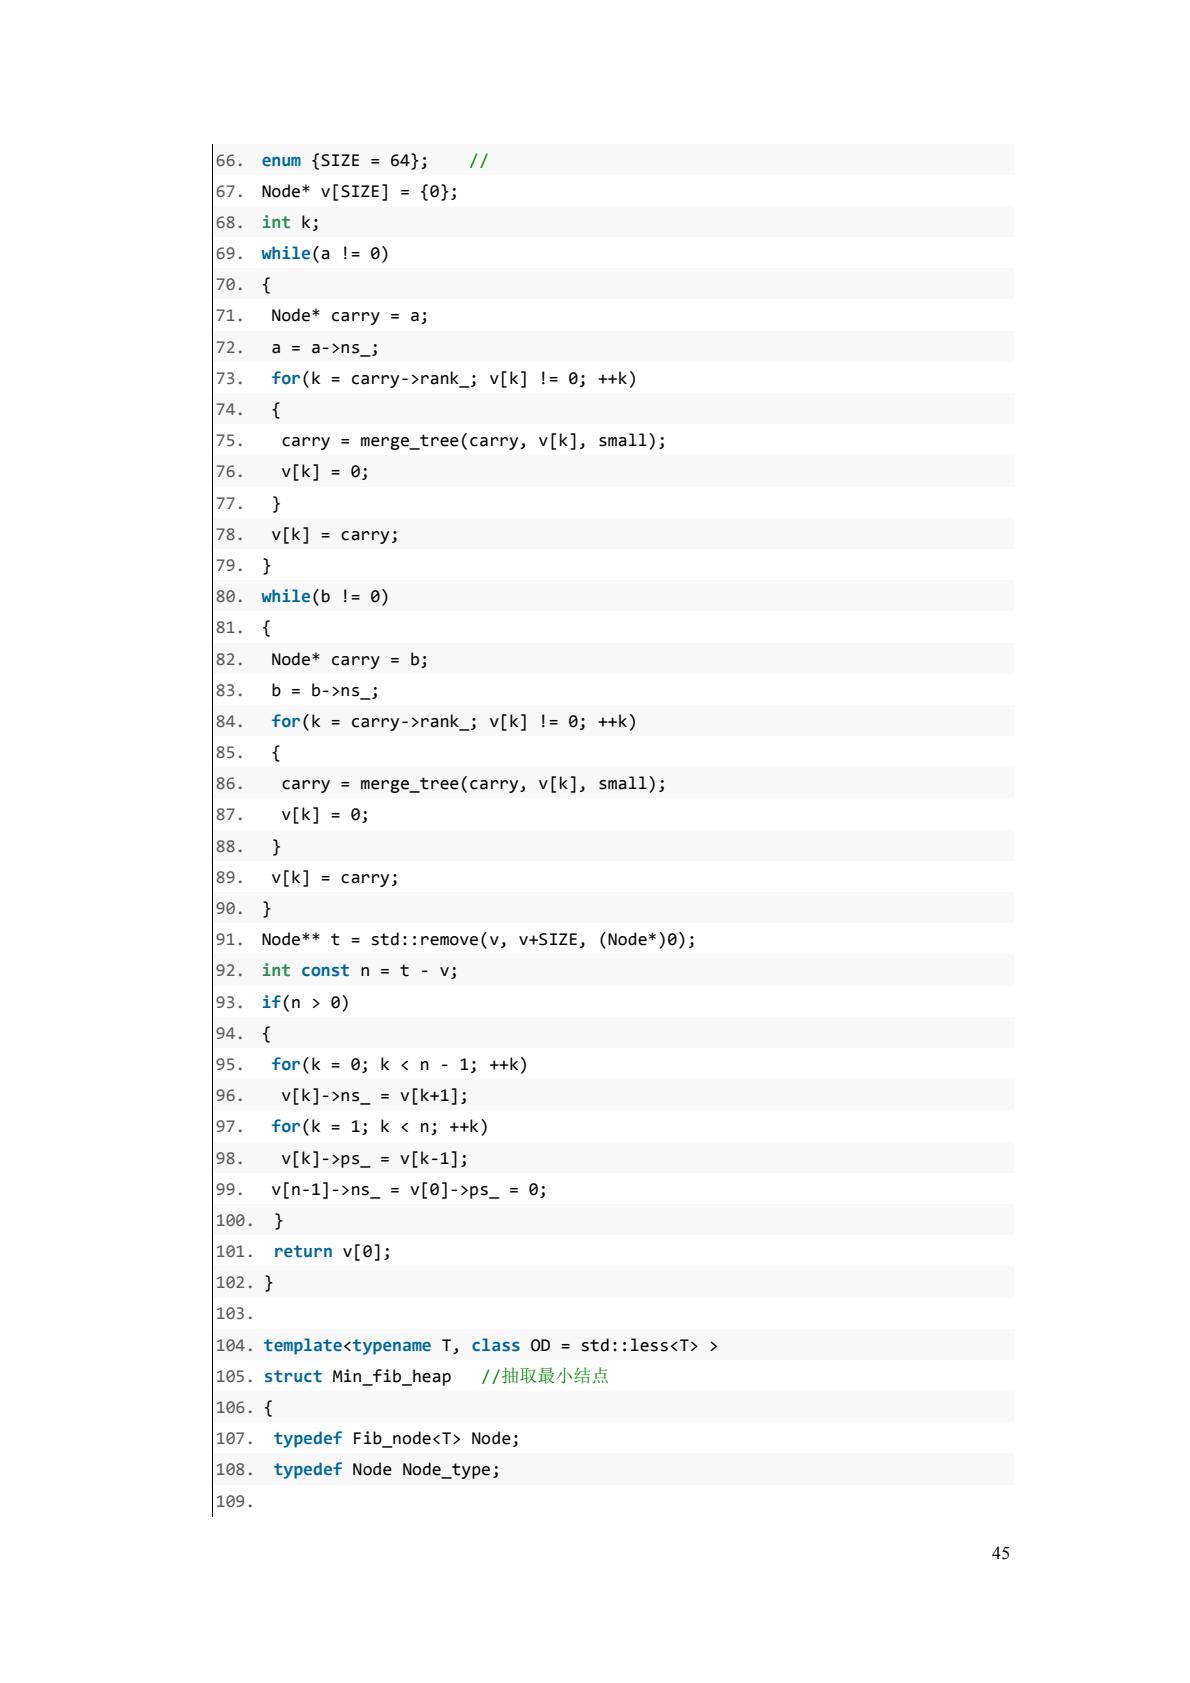 66. enum {SIZE = 64};    //
67. Node* v[SIZE] = {0};
68. int k;
69. while(a != 0)
70. {
71.  Node* carry = a;
72.  a = a->ns_;
73.  for(k = carry->rank_; v[k] != 0; ++k)
74.  {
75.   carry = merge_tree(carry, v[k], small);
76.   v[k] = 0;
77.  }
78.  v[k] = carry;
79. }
80. while(b != 0)
81. {
82.  Node* carry = b;
83.  b = b->ns_;
84.  for(k = carry->rank_; v[k] != 0; ++k)
85.  {
86.   carry = merge_tree(carry, v[k], small);
87.   v[k] = 0;
88.  }
89.  v[k] = carry;
90. }
91. Node** t = std::remove(v, v+SIZE, (Node*)0);
92. int const n = t - v;
93. if(n > 0)
94. {
95.  for(k = 0; k < n - 1; ++k)
96.   v[k]->ns_ = v[k+1];
97.  for(k = 1; k < n; ++k)
98.   v[k]->ps_ = v[k-1];
99.  v[n-1]->ns_ = v[0]->ps_ = 0;
100.  }
101.  return v[0];
102. }
103.
104. template<typename T, class OD = std::less<T> >
105. struct Min_fib_heap   //抽取最小结点
106. {
107.  typedef Fib_node<T> Node;
108.  typedef Node Node_type;
109.
45